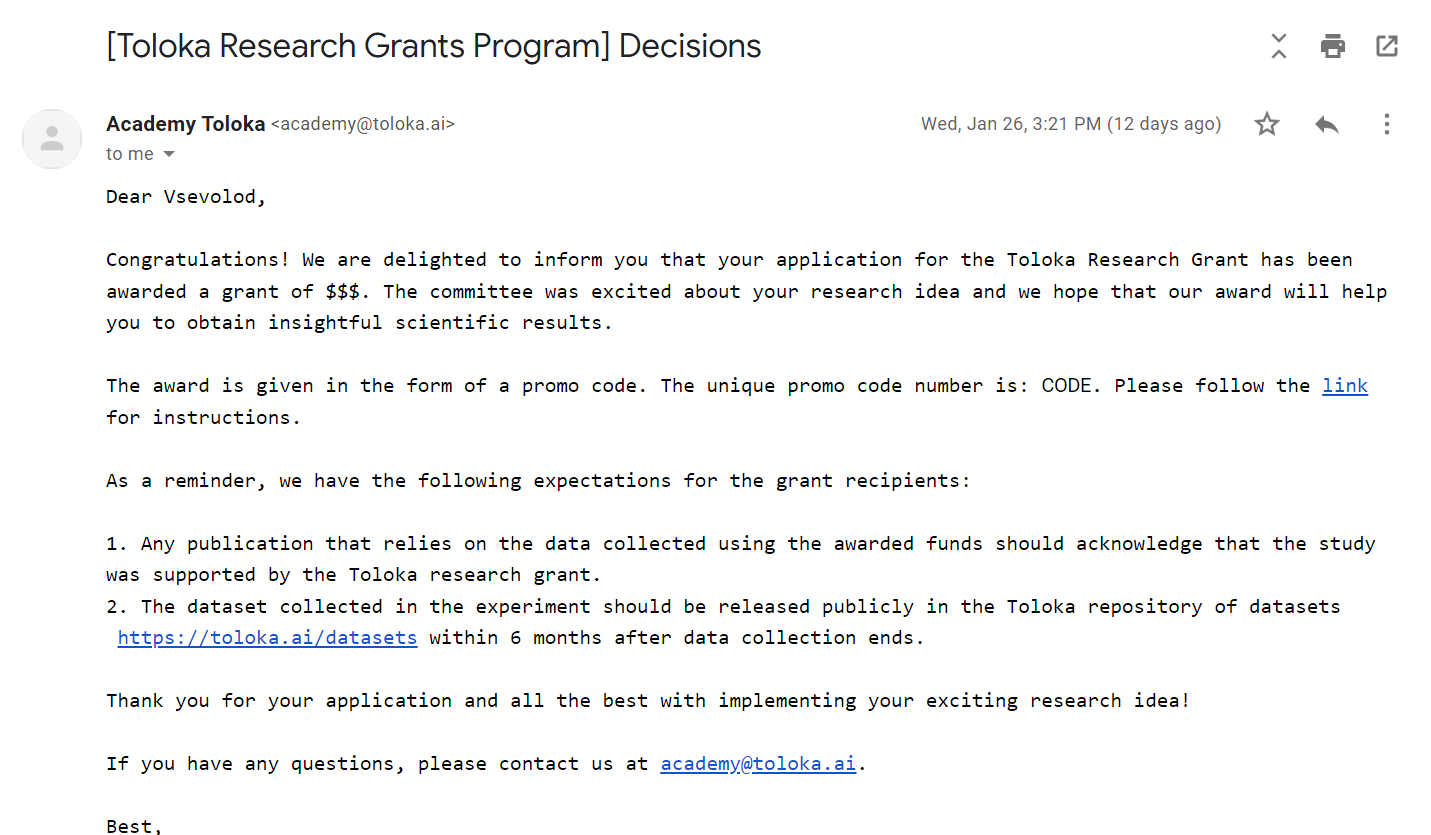 [Toloka Research Grants Program] Decisions
Academy Toloka <academy@toloka.ai>
Wed, Jan 26, 3:21 PM (12 days ago)
to me
Dear Vsevolod,
Congratulations! We are delighted to inform you that your application for the Toloka Research Grant has been
awarded a grant of $$$. The committee was excited about your research idea and we hope that our award will help
you to obtain insightful scientific results.
The award is given in the form of a promo code. The unique promo code number is: CODE. Please follow the link
for instructions.
As a reminder, we have the following expectations for the grant recipients:
1. Any publication that relies on the data collected using the awarded funds should acknowledge that the study
was supported by the Toloka research grant.
2. The dataset collected in the experiment should be released publicly in the Toloka repository of datasets
https://toloka.ai/datasets within 6 months after data collection ends.
Thank you for your application and all the best with implementing your exciting research idea!
If you have any questions, please contact us at academy@toloka.ai.
Best,